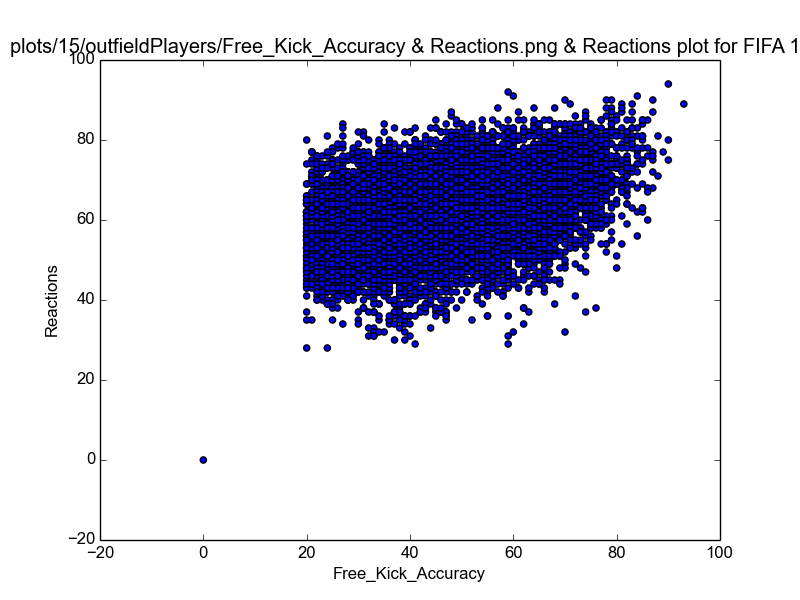 plots/15/outfieldPlayers/Free_Kick_Accuracy & Reactions.png & Reactions plot for FIFA 1
100
80
60
40
20
0
−20
Reactions
−20 0 20 40 60 80 100
Free_Kick_Accuracy